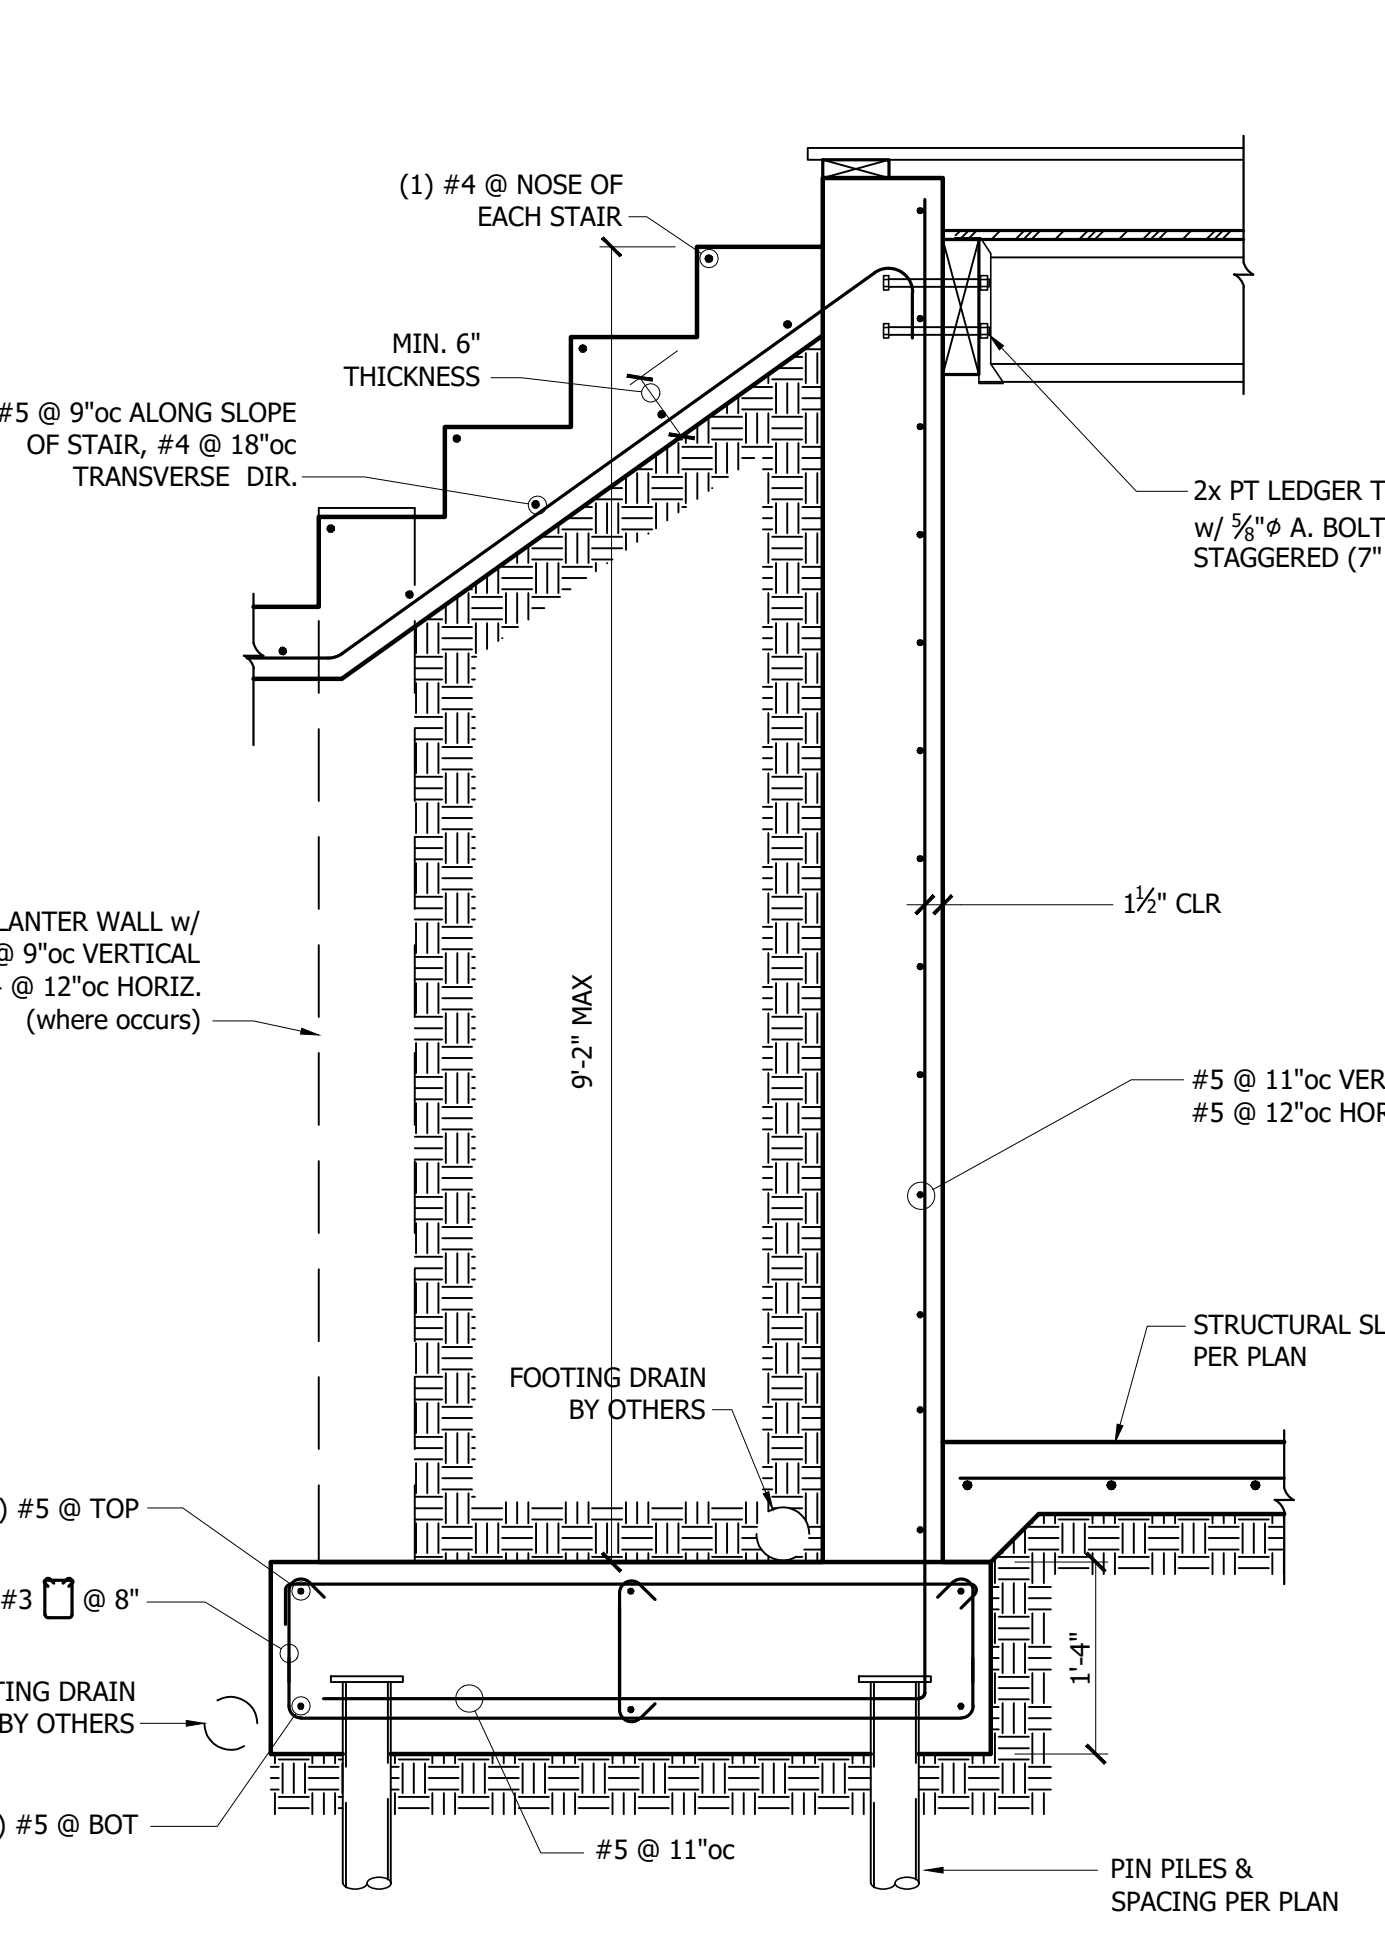 (1) #4 @ NOSE OF
EACH STAIR
MIN. 6"
THICKNESS
#5 @ 9"oc ALONG SLOPE
OF STAIR, #4 @ 18"oc
TRANSVERSE DIR.
2x PT LEDGER
w/ ⅝"φ A. BOLT
STAGGERED (7"
1½" CLR
LANTER WALL w/
@ 9"oc VERTICAL
@ 12"oc HORIZ.
(where occurs)
9'-2" MAX
#5 @ 11"oc VER
#5 @ 12"oc HOR
STRUCTURAL SL
PER PLAN
FOOTING DRAIN
BY OTHERS
) #5 @ TOP
#3 @ 8"
1'-4"
TING DRAIN
BY OTHERS
) #5 @ BOT
#5 @ 11"oc
PIN PILES &
SPACING PER PLAN